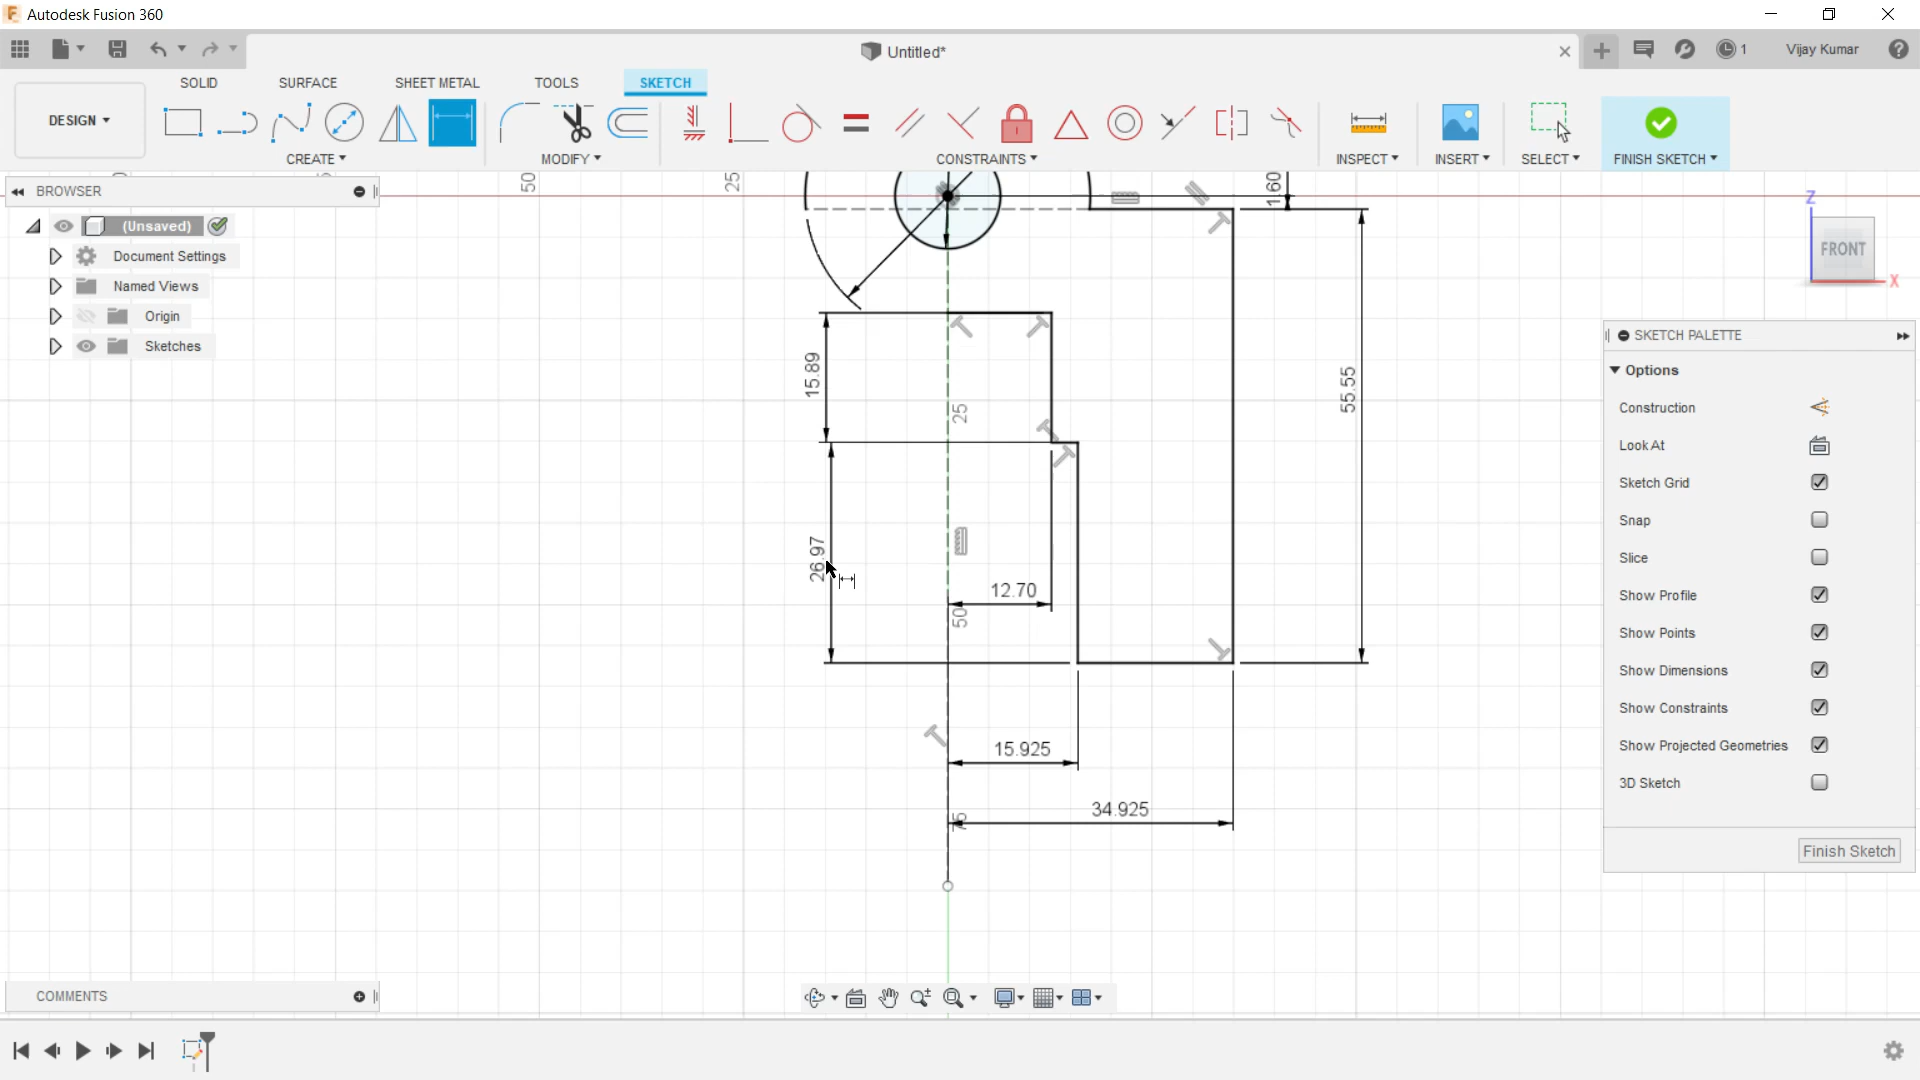 Autodesk Fusion 360
Untitled*
1
Vijay Kumar
SOLID
SURFACE
SHEET METAL
TOOLS
SKETCH
DESIGN
CREATE
MODIFY
CONSTRAINTS
INSPECT
INSERT
SELECT
FINISH SKETCH
BROWSER
(Unsaved)
Document Settings
Named Views
Origin
Sketches
50
25
1.60
15.89
25
55.55
26.97
12.70
50
15.925
34.925
75
Z
FRONT
X
SKETCH PALETTE
Options
Construction
Look At
Sketch Grid
Snap
Slice
Show Profile
Show Points
Show Dimensions
Show Constraints
Show Projected Geometries
3D Sketch
Finish Sketch
COMMENTS